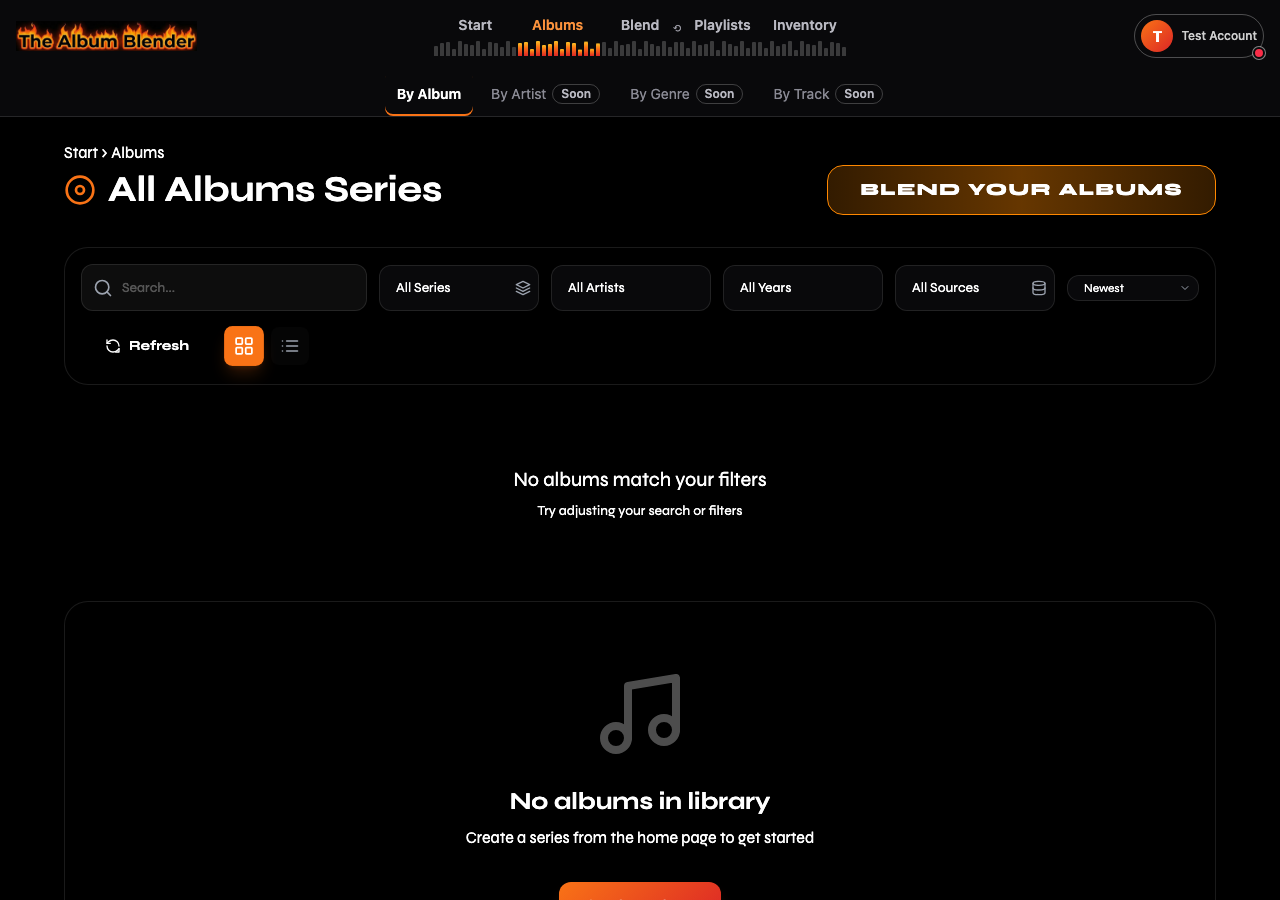 The Album Blender
Start Albums Blend Playlists Inventory
T Test Account
By Album By Artist Soon By Genre Soon By Track Soon
Start › Albums
All Albums Series
BLEND YOUR ALBUMS
Search... All Series All Artists All Years All Sources Newest
Refresh
No albums match your filters
Try adjusting your search or filters
No albums in library
Create a series from the home page to get started